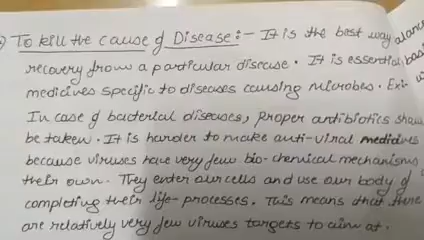 To kill the cause of Disease :- It is the best way
recovery from a particular disease. It is essential
medicines specific to diseases causing microbes. Ex:
In case of bacterial diseases, proper antibiotics shou
be taken. It is harder to make anti-viral medicines
because viruses have very few bio-chemical mechanisms
their own. They enter our cells and use our body of
completing their life-processes. This means that there
are relatively very few viruses targets to aim at.